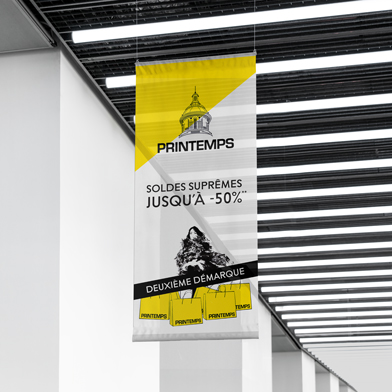 PRINTEMPS
SOLDES SUPRÊMES
JUSQU'À -50%**
DEUXIÈME DÉMARQUE
PRINTEMPS
PRINTEMPS
PRINTEMPS